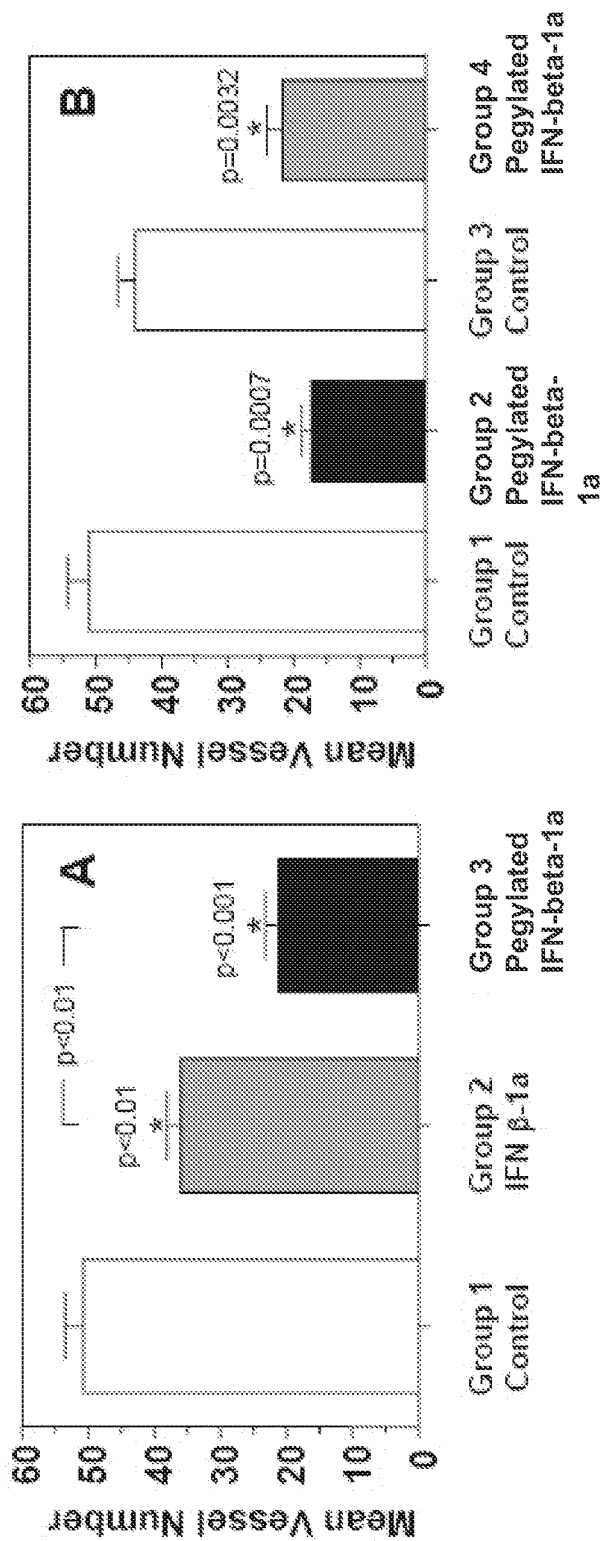 A
Mean Vessel Number
60
50
40
30
20
10
0
p<0.01
p<0.01
*
p<0.001
*
Group 1
Control
Group 2
IFN β-1a
Group 3
Pegylated
IFN-beta-1a
B
Mean Vessel Number
60
50
40
30
20
10
0
p=0.0007
*
p=0.0032
*
Group 1
Control
Group 2
Pegylated
IFN-beta-
1a
Group 3
Control
Group 4
Pegylated
IFN-beta-1a